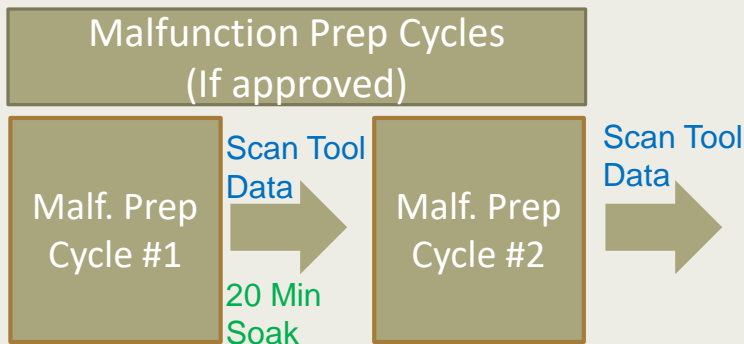 Malfunction Prep Cycles
(If approved)
Malf. Prep
Cycle #1
Scan Tool
Data
20 Min
Soak
Malf. Prep
Cycle #2
Scan Tool
Data